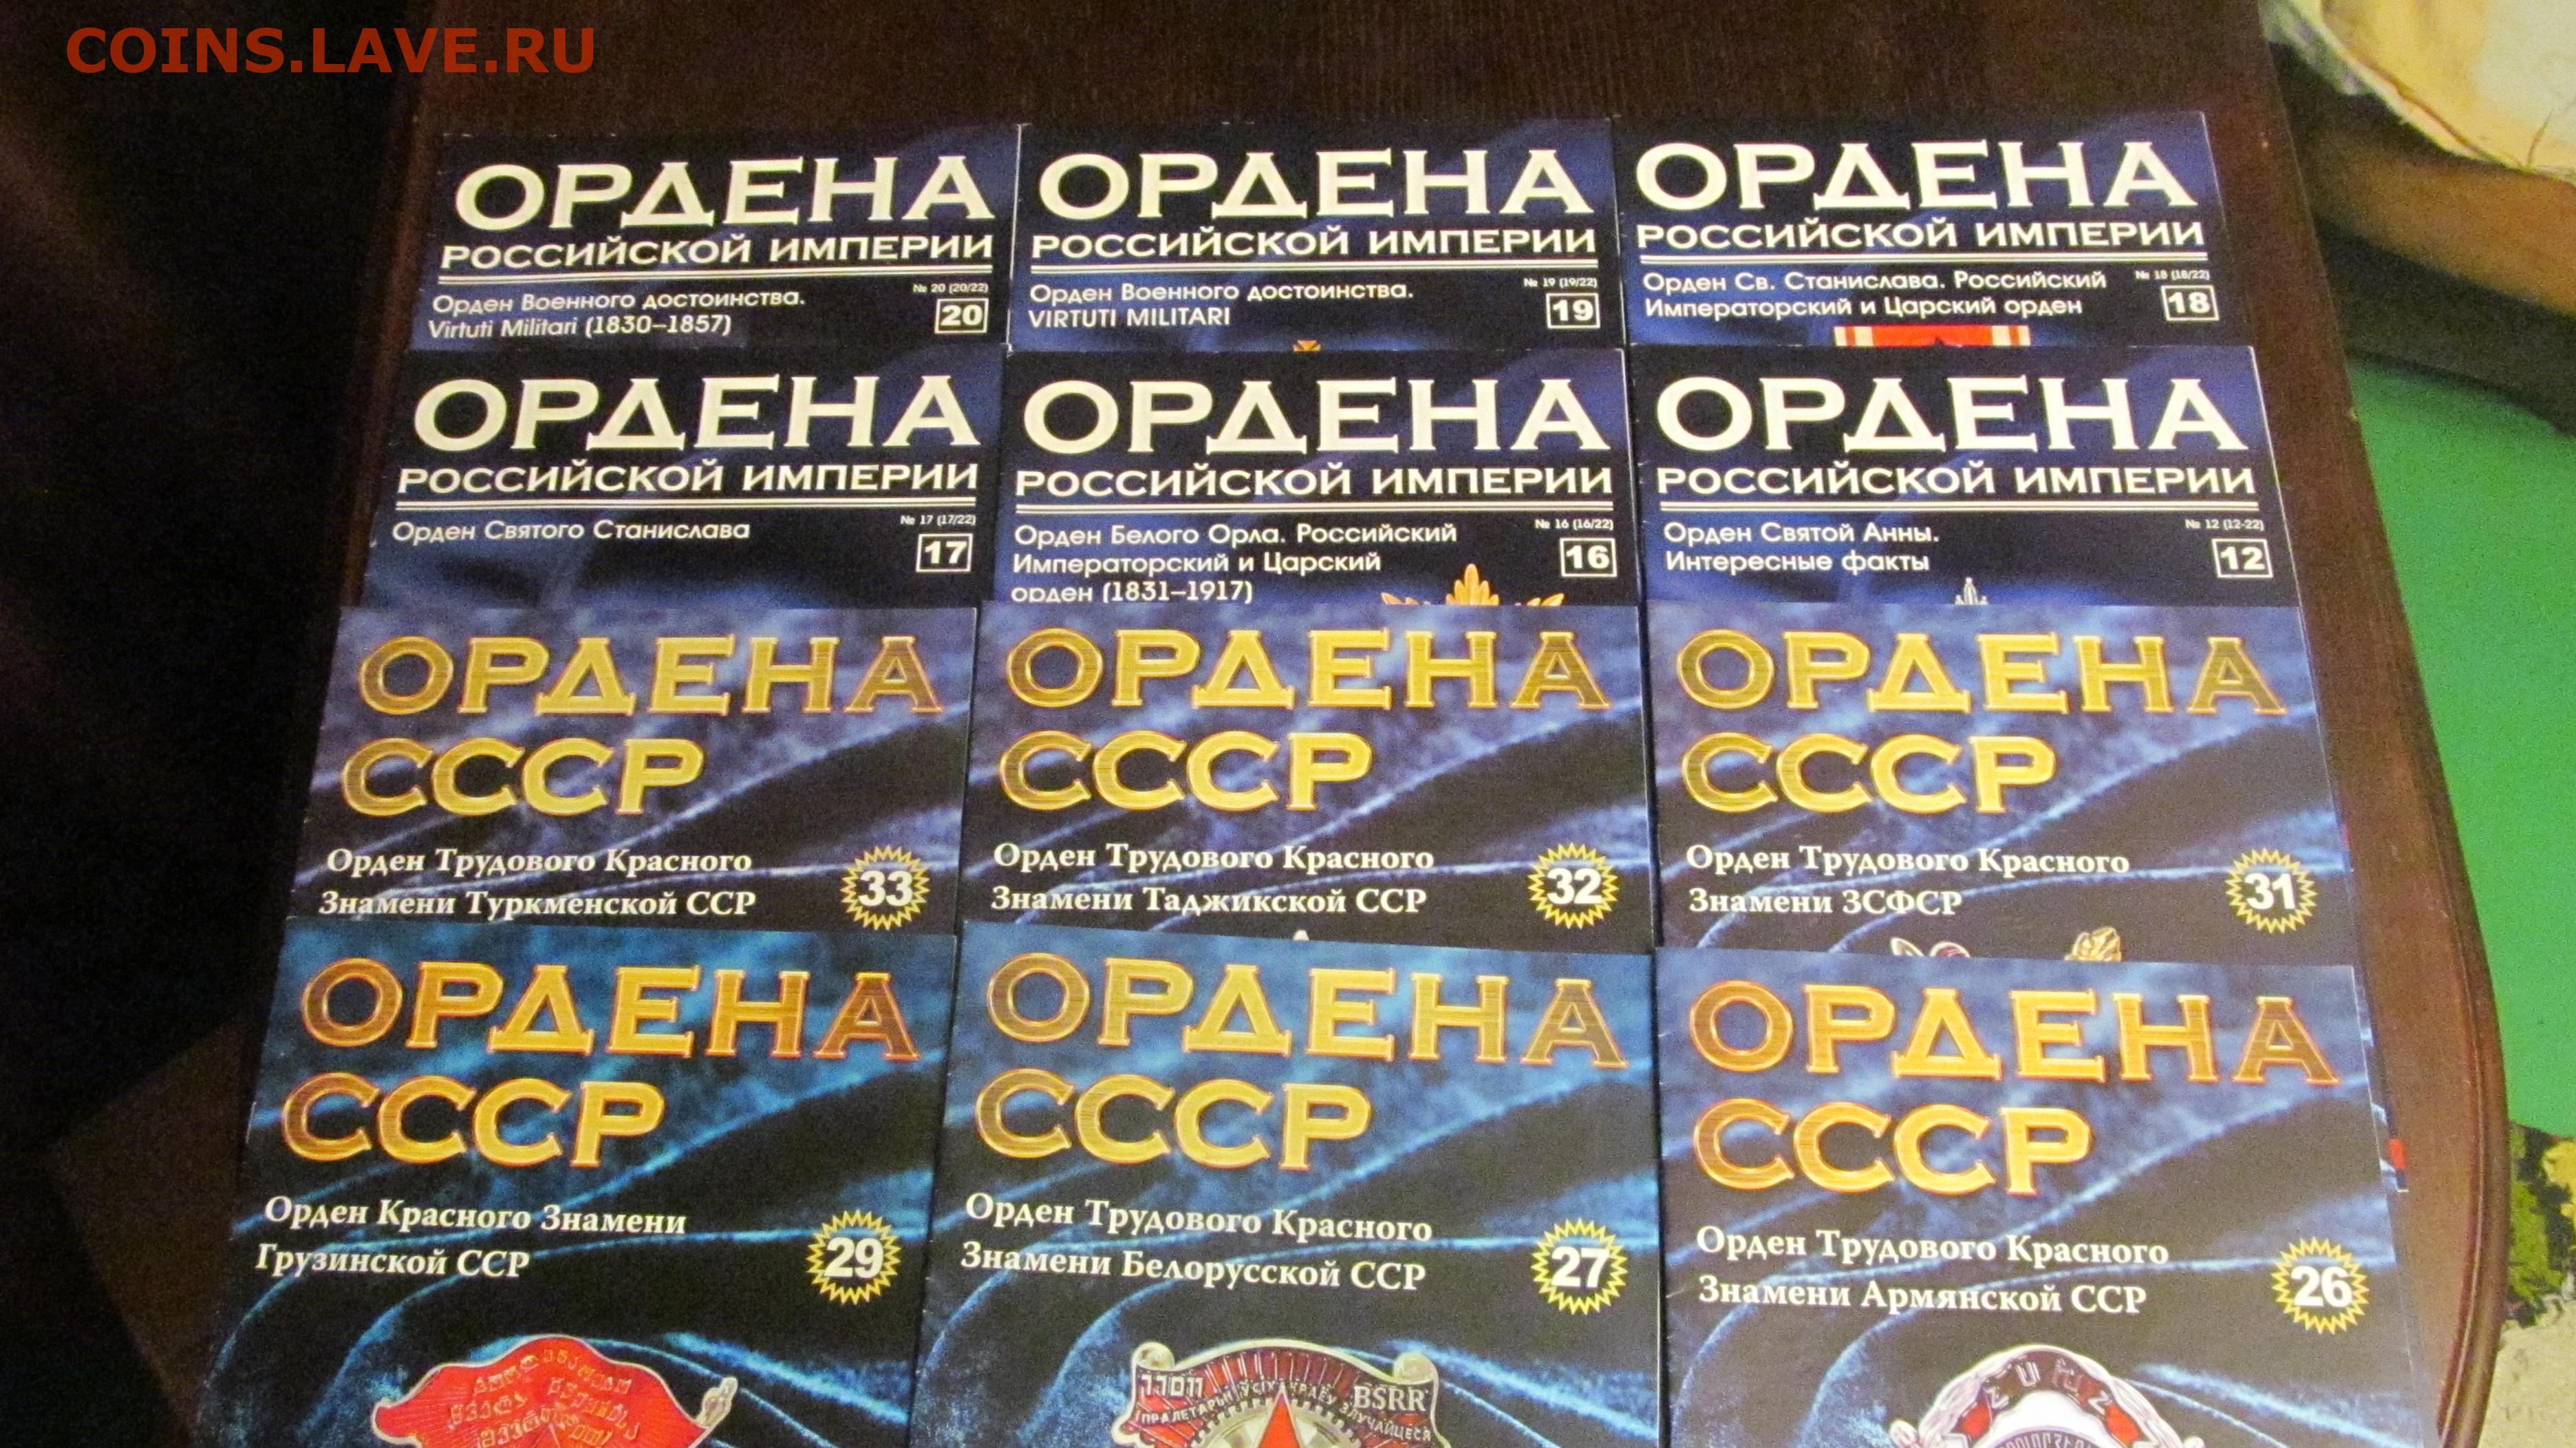 COINS.LAVE.RU
ОРДЕНА
РОССИЙСКОЙ ИМПЕРИИ
Орден Военного достоинства.
Virtuti Militari (1830–1857)
№ 20 (20/22)
20
ОРДЕНА
РОССИЙСКОЙ ИМПЕРИИ
Орден Военного достоинства.
VIRTUTI MILITARI
№ 19 (19/22)
19
ОРДЕНА
РОССИЙСКОЙ ИМПЕРИИ
Орден Св. Станислава. Российский
Императорский и Царский орден
№ 18 (18/22)
18
ОРДЕНА
РОССИЙСКОЙ ИМПЕРИИ
Орден Святого Станислава
№ 17 (17/22)
17
ОРДЕНА
РОССИЙСКОЙ ИМПЕРИИ
Орден Белого Орла. Российский
Императорский и Царский
орден (1831–1917)
№ 16 (16/22)
16
ОРДЕНА
РОССИЙСКОЙ ИМПЕРИИ
Орден Святой Анны.
Интересные факты
№ 12 (12-22)
12
ОРДЕНА
СССР
Орден Трудового Красного
Знамени Туркменской ССР
33
ОРДЕНА
СССР
Орден Трудового Красного
Знамени Таджикской ССР
32
ОРДЕНА
СССР
Орден Трудового Красного
Знамени ЗСФСР
31
ОРДЕНА
СССР
Орден Красного Знамени
Грузинской ССР
29
ОРДЕНА
СССР
Орден Трудового Красного
Знамени Белорусской ССР
27
BSRR
ОРДЕНА
СССР
Орден Трудового Красного
Знамени Армянской ССР
26